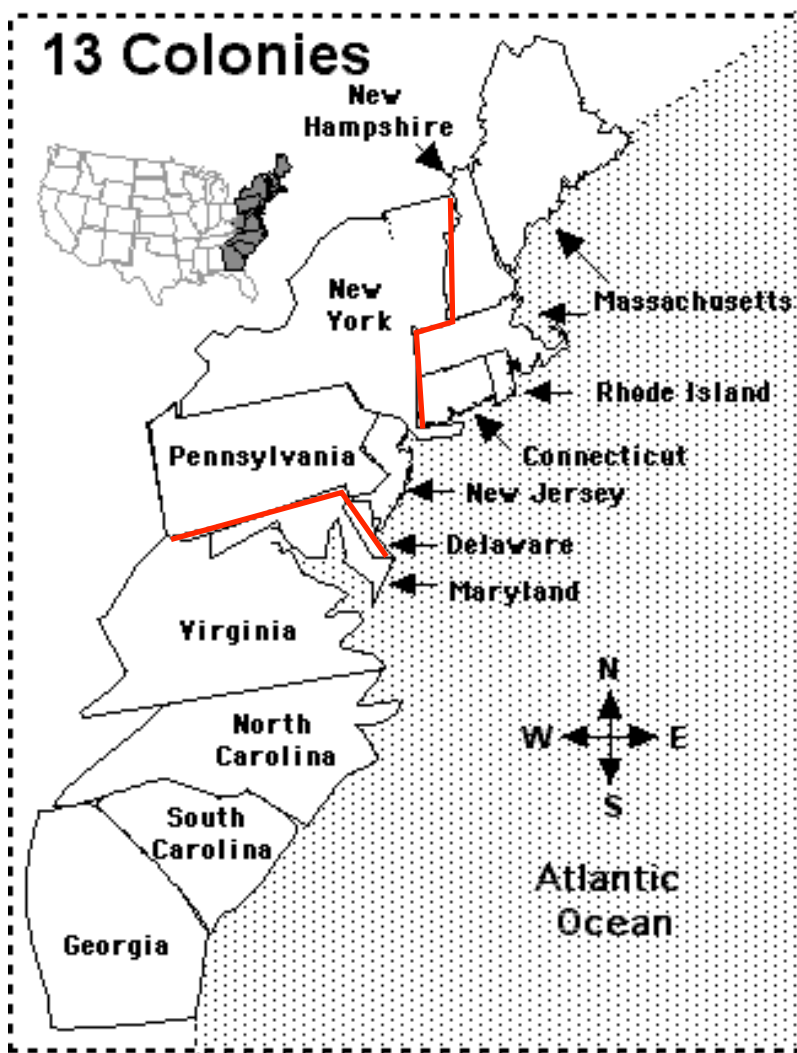 13 Colonies
New
Hampshire
New
York
Massachusetts
Rhode Island
Connecticut
Pennsylvania
New Jersey
Delaware
Maryland
Virginia
N
W
E
S
North
Carolina
South
Carolina
Georgia
Atlantic
Ocean